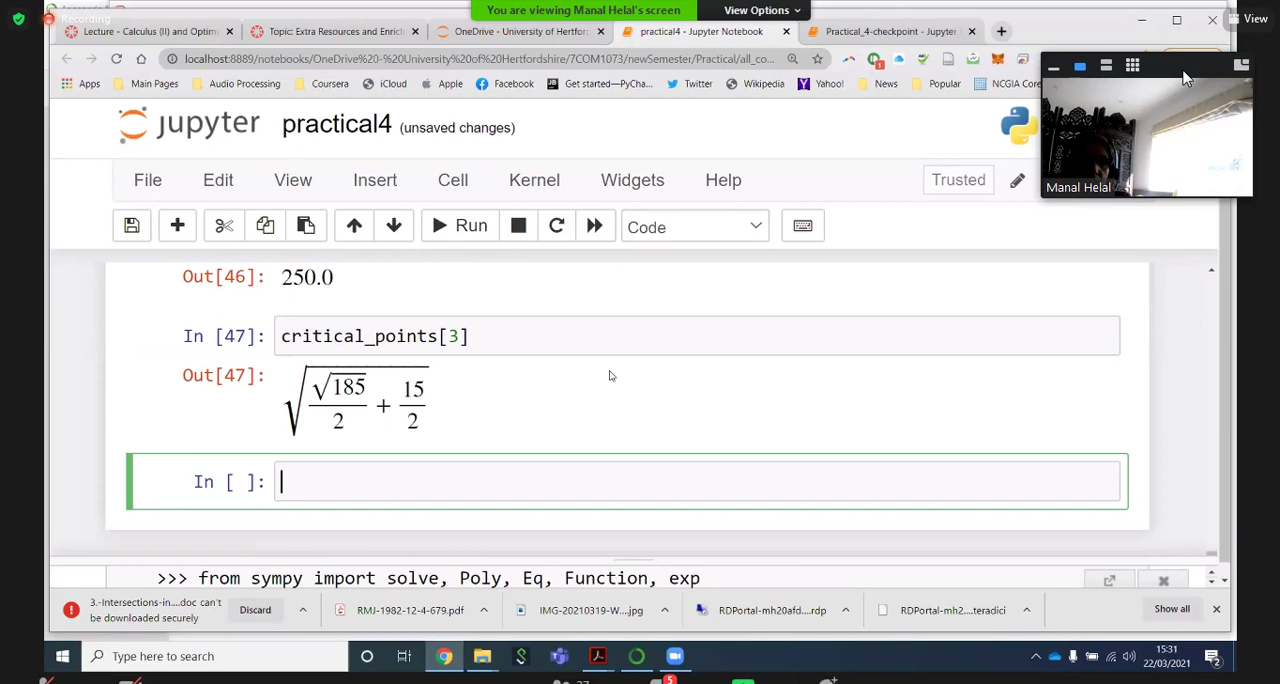 Recording
You are viewing Manal Helal's screen
View Options
View
Lecture - Calculus (II) and Optim
Topic: Extra Resources and Enrich
OneDrive - University of Hertfor
practical4 - Jupyter Notebook
Practical_4-checkpoint - Jupyter
localhost:8889/notebooks/OneDrive%20-%20University%20of%20Hertfordshire/7COM1073/newSemester/Practical/all_co...
Apps
Main Pages
Audio Processing
Coursera
iCloud
Apple
Facebook
Get started—PyCha...
Twitter
Wikipedia
Yahoo!
News
Popular
NCGIA Core
jupyter practical4 (unsaved changes)
Manal Helal
File Edit View Insert Cell Kernel Widgets Help
Trusted
Run
Code
Out[46]: 250.0
In [47]: critical_points[3]
Out[47]: √(√185/2 + 15/2)
In [ ]:
>>> from sympy import solve, Poly, Eq, Function, exp
3.-Intersections-in....doc can't
be downloaded securely
Discard
RMJ-1982-12-4-679.pdf
IMG-20210319-W....jpg
RDPortal-mh20afd....rdp
RDPortal-mh2....teradici
Show all
Type here to search
15:31
22/03/2021
2
5